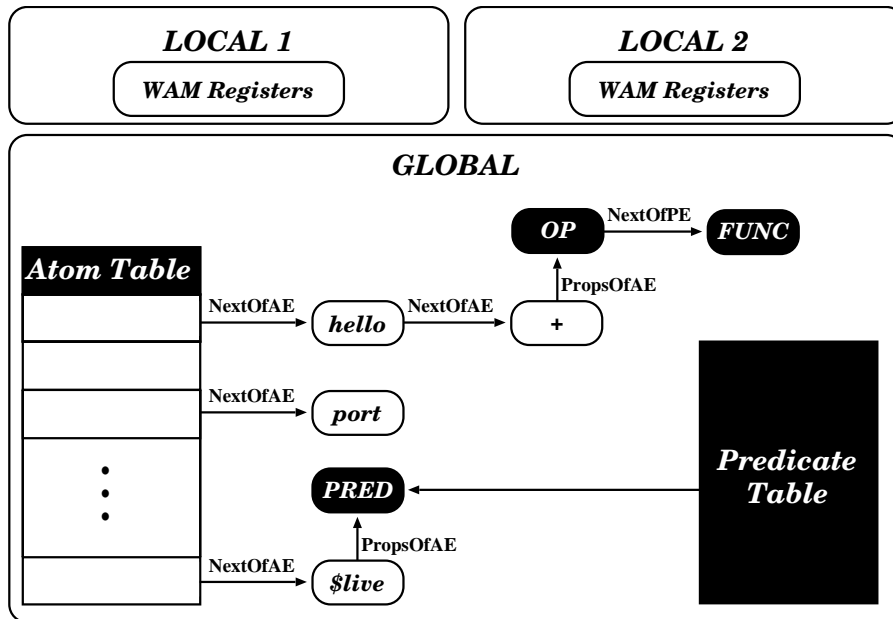 LOCAL 1
WAM Registers
LOCAL 2
WAM Registers
GLOBAL
OP
NextOfPE
FUNC
Atom Table
PropsOfAE
NextOfAE
hello
NextOfAE
+
NextOfAE
port
Predicate
Table
PRED
PropsOfAE
NextOfAE
$live